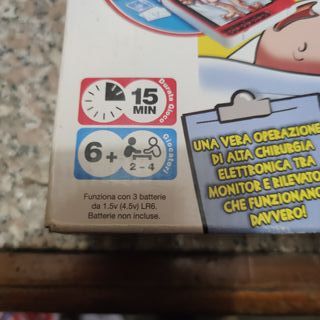 15
MIN
Durata Gioco
6+
2 - 4
Giocatori
Funziona con 3 batterie
da 1.5v (4.5v) LR6.
Batterie non incluse.
UNA VERA OPERAZIONE
DI ALTA CHIRURGIA
ELETTRONICA TRA
MONITOR E RILEVATO
CHE FUNZIONANO
DAVVERO!